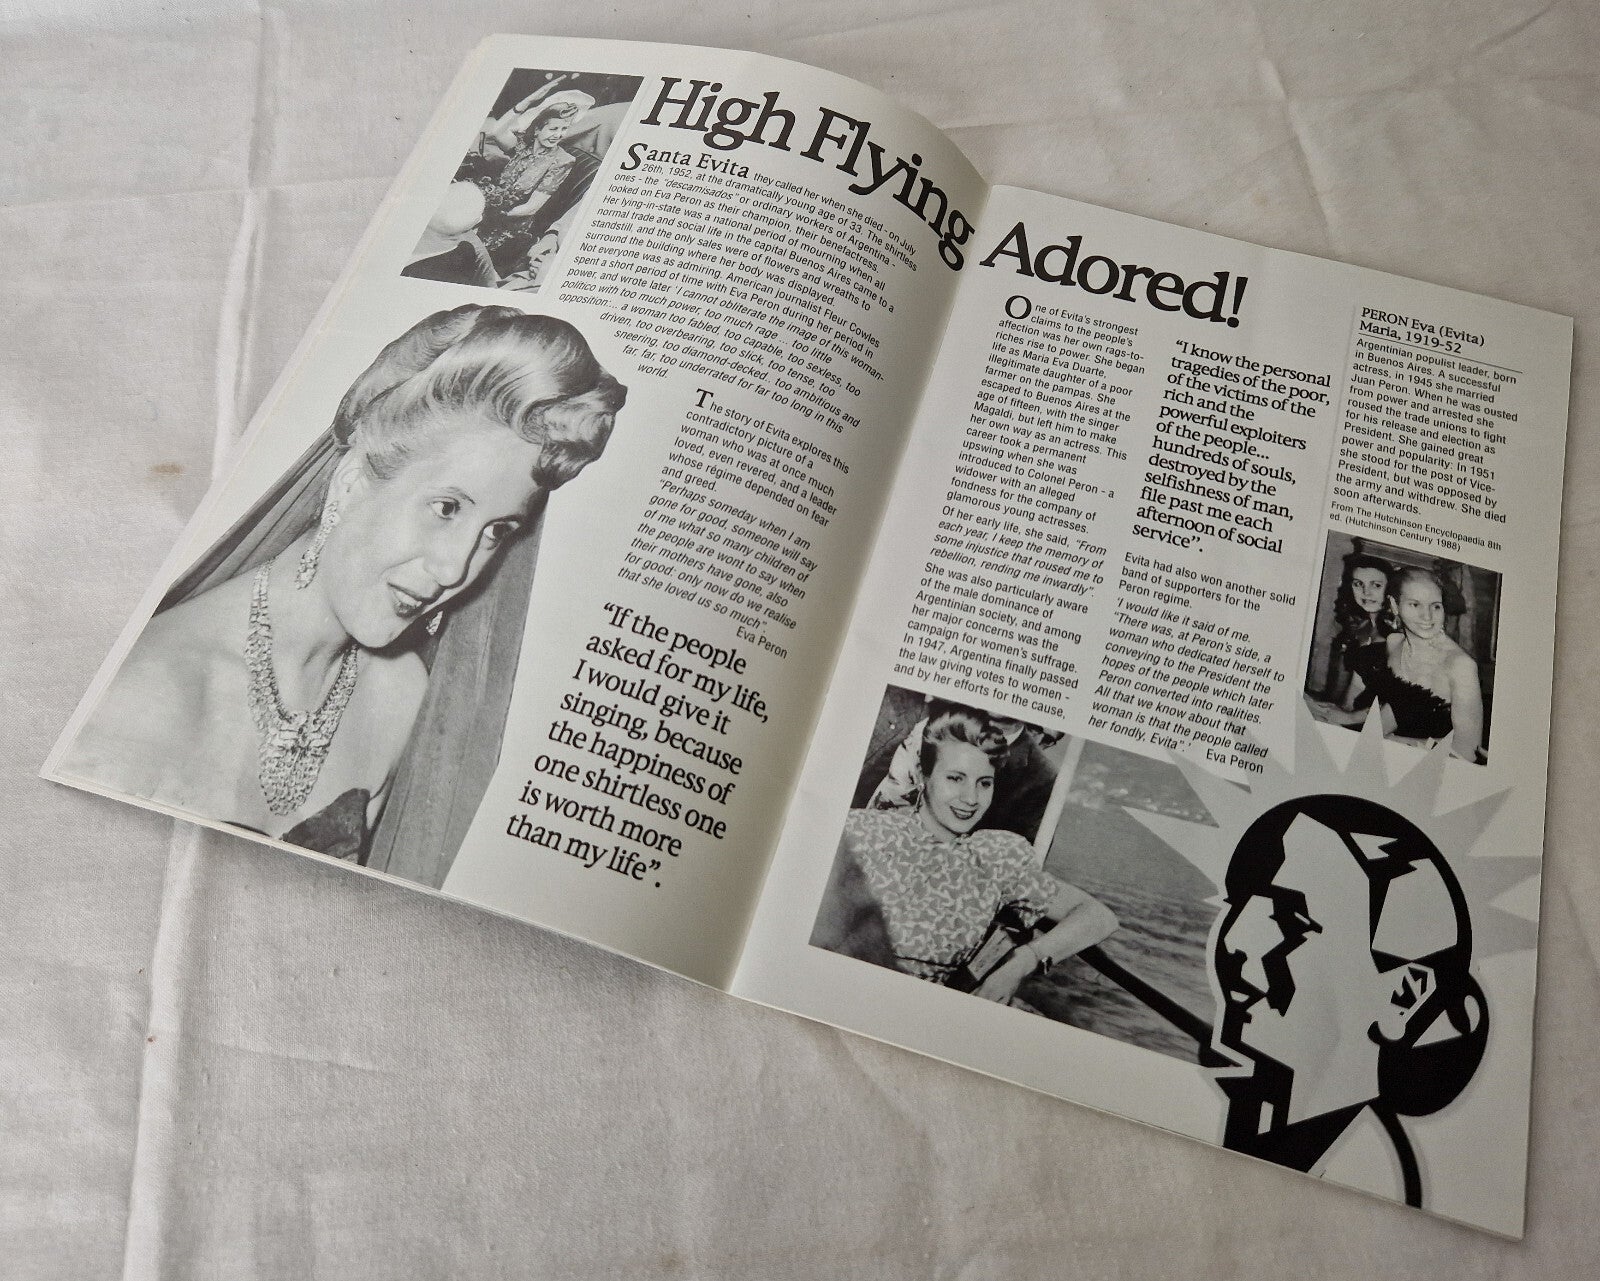 High Flying
Adored!
Santa Evita they called her when she died - on July
26th, 1952, at the dramatically young age of 33. The shirtless
ones - the "descamisados" or ordinary workers of Argentina -
looked on Eva Peron as their champion, their benefactress.
Her lying-in-state was a national period of mourning when all
normal trade and social life in the capital Buenos Aires came to a
standstill, and the only sales were of flowers and wreaths to
surround the building where her body was displayed.
Not everyone was as admiring. American journalist Fleur Cowles
spent a short period of time with Eva Peron during her period in
power, and wrote later 'I cannot obliterate the image of this woman-
politico with too much power, too much rage ... too little
opposition:.. a woman too fabled, too capable, too sexless, too
driven, too overbearing, too slick, too tense, too
sneering, too diamond-decked.. too ambitious and
far, far, too underrated for far too long in this
world.
The story of Evita explores this
contradictory picture of a
woman who was at once much
loved, even revered, and a leader
whose régime depended on fear
and greed.
"Perhaps someday when I am
gone for good, someone will say
of me what so many children of
the people are wont to say when
their mothers have gone, also
for good: only now do we realise
that she loved us so much".
Eva Peron
"If the people
asked for my life,
I would give it
singing, because
the happiness of
one shirtless one
is worth more
than my life".
One of Evita's strongest
claims to the people's
affection was her own rags-to-
riches rise to power. She began
life as Maria Eva Duarte,
illegitimate daughter of a poor
farmer on the pampas. She
escaped to Buenos Aires at the
age of fifteen, with the singer
Magaldi, but left him to make
her own way as an actress. This
career took a permanent
upswing when she was
introduced to Colonel Peron - a
widower with an alleged
fondness for the company of
glamorous young actresses.
Of her early life, she said, "From
each year, I keep the memory of
some injustice that roused me to
rebellion, rending me inwardly".
She was also particularly aware
of the male dominance of
Argentinian society, and among
her major concerns was the
campaign for women's suffrage.
In 1947, Argentina finally passed
the law giving votes to women -
and by her efforts for the cause,
"I know the personal
tragedies of the poor,
of the victims of the
rich and the
powerful exploiters
of the people...
hundreds of souls,
destroyed by the
selfishness of man,
file past me each
afternoon of social
service".
Evita had also won another solid
band of supporters for the
Peron regime.
'I would like it said of me.
"There was, at Peron's side, a
woman who dedicated herself to
conveying to the President the
hopes of the people which later
Peron converted into realities.
All that we know about that
woman is that the people called
her fondly, Evita".'
Eva Peron
PERON Eva (Evita)
Maria, 1919-52
Argentinian populist leader, born
in Buenos Aires. A successful
actress, in 1945 she married
Juan Peron. When he was ousted
from power and arrested she
roused the trade unions to fight
for his release and election as
President. She gained great
power and popularity: In 1951
she stood for the post of Vice-
President, but was opposed by
the army and withdrew. She died
soon afterwards.
From The Hutchinson Encyclopaedia 8th
ed. (Hutchinson Century 1988)